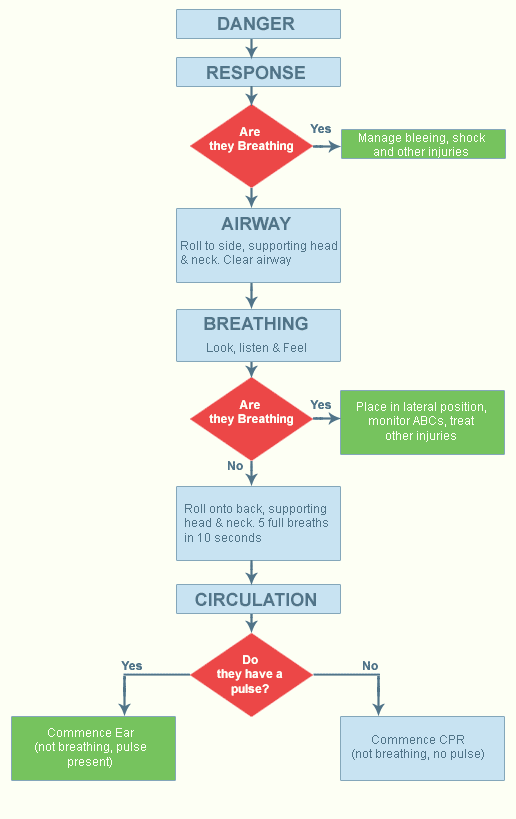 DANGER
RESPONSE
Are
they Breathing
Yes
Manage bleeing, shock
and other injuries
AIRWAY
Roll to side, supporting head
& neck. Clear airway
BREATHING
Look, listen & Feel
Are
they Breathing
Yes
Place in lateral position,
monitor ABCs, treat
other injuries
No
Roll onto back, supporting
head & neck. 5 full breaths
in 10 seconds
CIRCULATION
Do
they have a
pulse?
Yes
No
Commence Ear
(not breathing, pulse
present)
Commence CPR
(not breathing, no pulse)